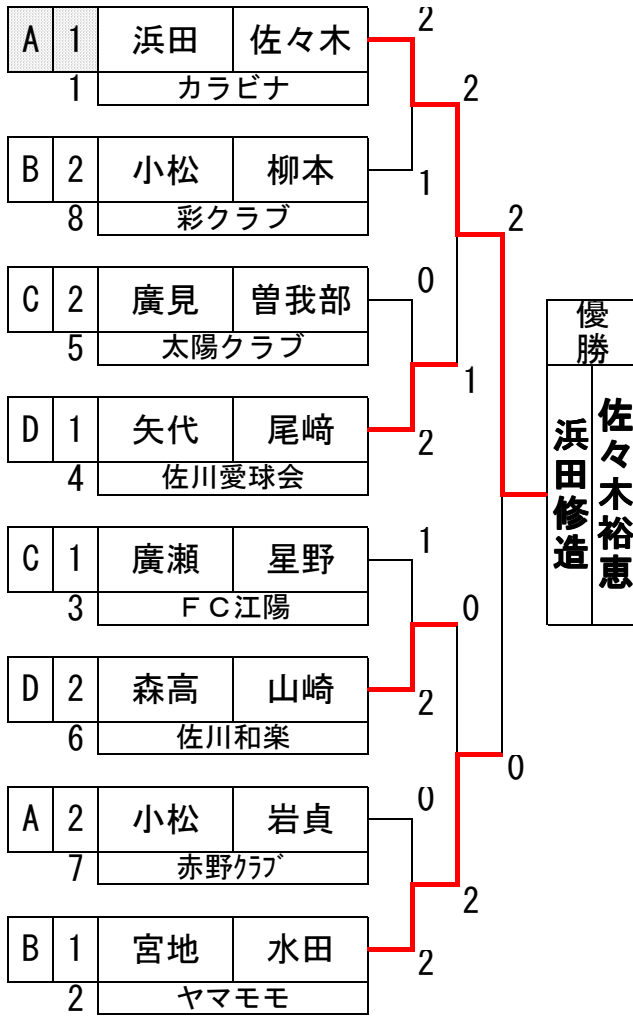 A 1 浜田 佐々木 2
1 カラビナ 2
B 2 小松 柳本 1
8 彩クラブ 2
C 2 廣見 曽我部 0
5 太陽クラブ 1
D 1 矢代 尾﨑 2
4 佐川愛球会
C 1 廣瀬 星野 1
3 ＦＣ江陽 0
D 2 森高 山崎 2
6 佐川和楽 0
A 2 小松 岩貞 0
7 赤野ｸﾗﾌﾞ 2
B 1 宮地 水田 2
2 ヤマモモ
優勝
佐々木裕恵
浜田修造